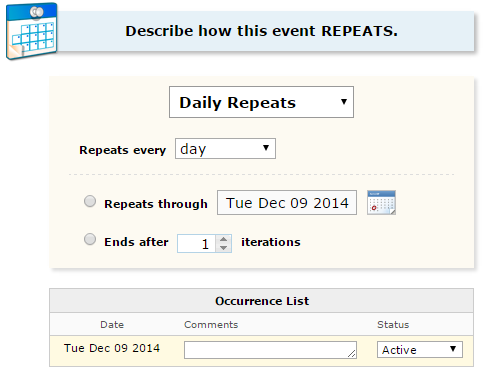 Describe how this event REPEATS.
Daily Repeats
Repeats every day
Repeats through Tue Dec 09 2014
Ends after 1 iterations
Occurrence List
Date Comments Status
Tue Dec 09 2014 Active